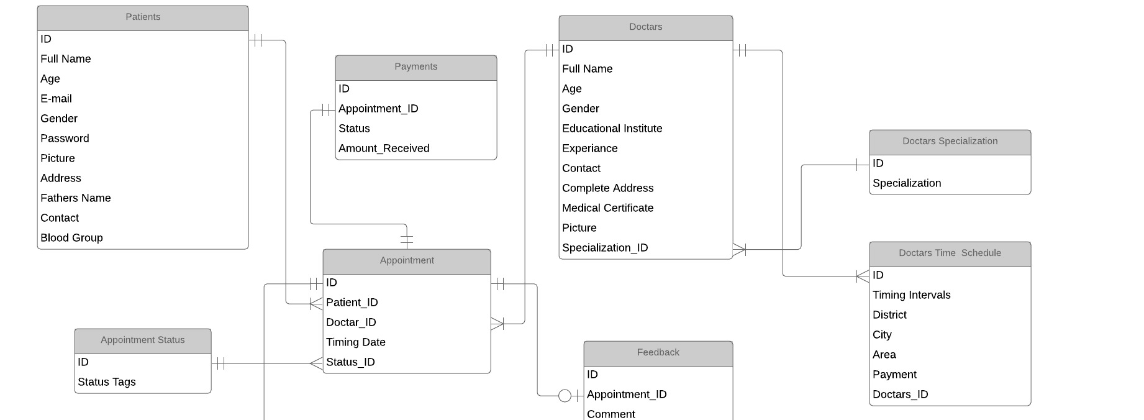 Patients
ID
Full Name
Age
E-mail
Gender
Password
Picture
Address
Fathers Name
Contact
Blood Group
Payments
ID
Appointment_ID
Status
Amount_Received
Doctars
ID
Full Name
Age
Gender
Educational Institute
Experiance
Contact
Complete Address
Medical Certificate
Picture
Specialization_ID
Doctars Specialization
ID
Specialization
Doctars Time Schedule
ID
Timing Intervals
District
City
Area
Payment
Doctars_ID
Appointment
ID
Patient_ID
Doctar_ID
Timing Date
Status_ID
Appointment Status
ID
Status Tags
Feedback
ID
Appointment_ID
Comment